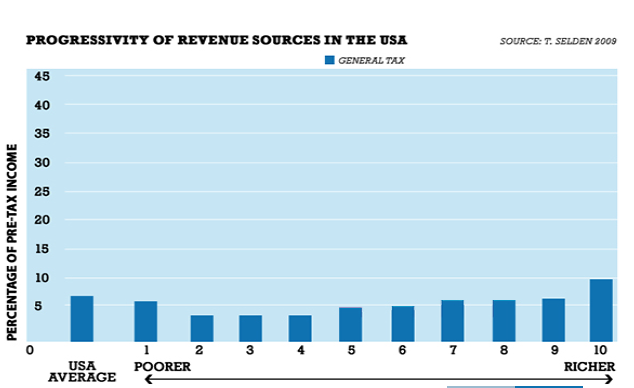 PROGRESSIVITY OF REVENUE SOURCES IN THE USA
SOURCE: T. SELDEN 2009
GENERAL TAX
PERCENTAGE OF PRE-TAX INCOME
45
40
35
30
25
20
15
10
5
0
1 2 3 4 5 6 7 8 9 10
USA AVERAGE
POORER
RICHER